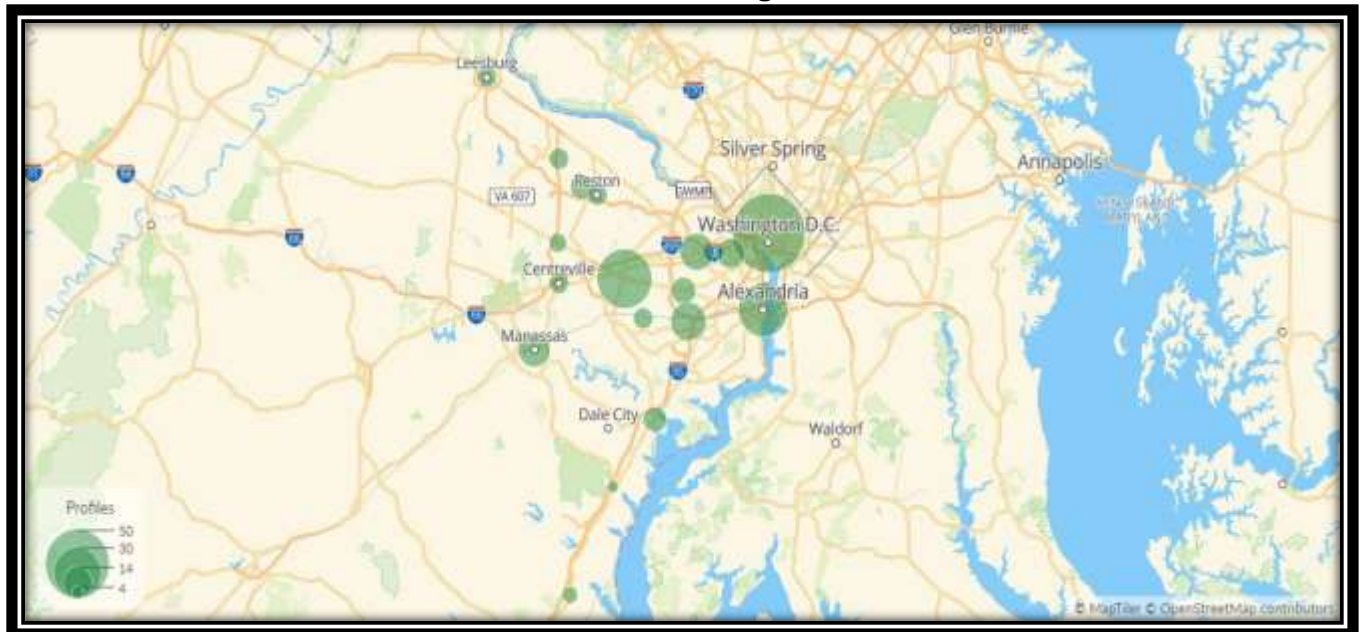 Glen Burnie
Leesburg
Silver Spring
Annapolis
Reston
VA 607
GWMP
Washington D.C.
Centreville
Alexandria
Manassas
Dale City
Waldorf
Profiles
50
30
14
4
© MapTiler © OpenStreetMap contributors